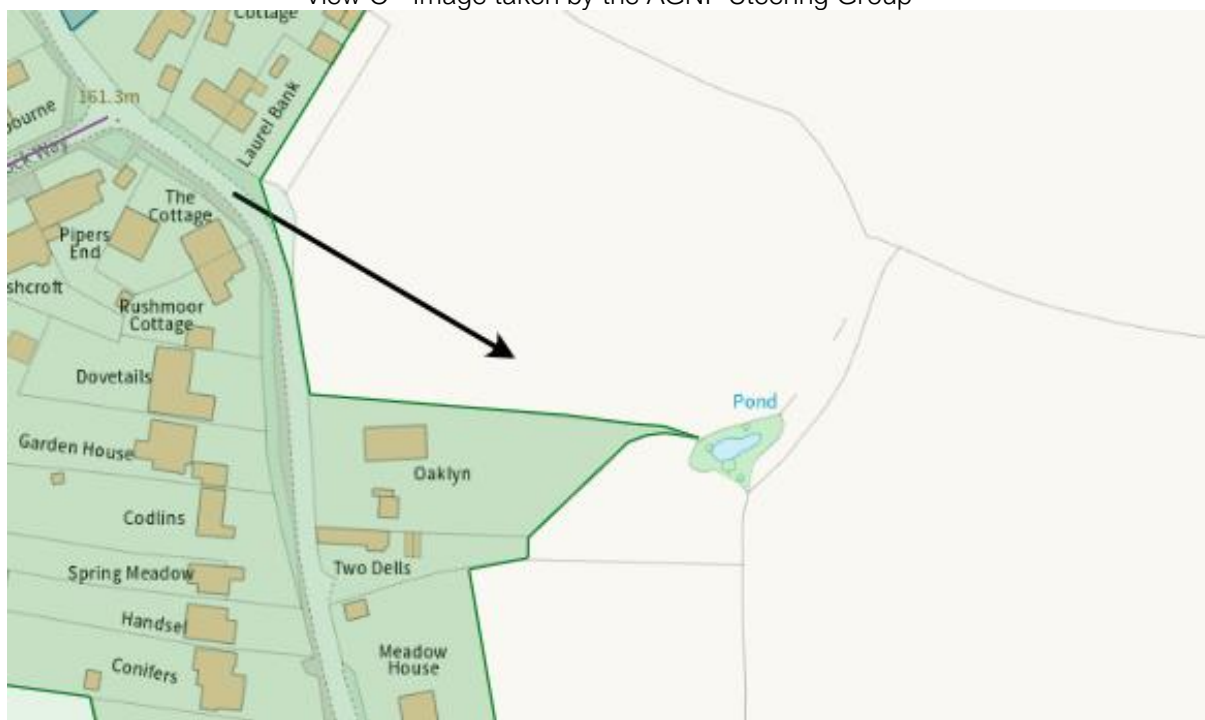 View C - image taken by the AGNP Steering Group
Cottage
161.3m
Laurel Bank
The
Cottage
Pipers
End
Rushmoor
Cottage
Dovetails
Pond
Garden House
Oaklyn
Codlins
Two Dells
Spring Meadow
Handsel
Meadow
House
Conifers